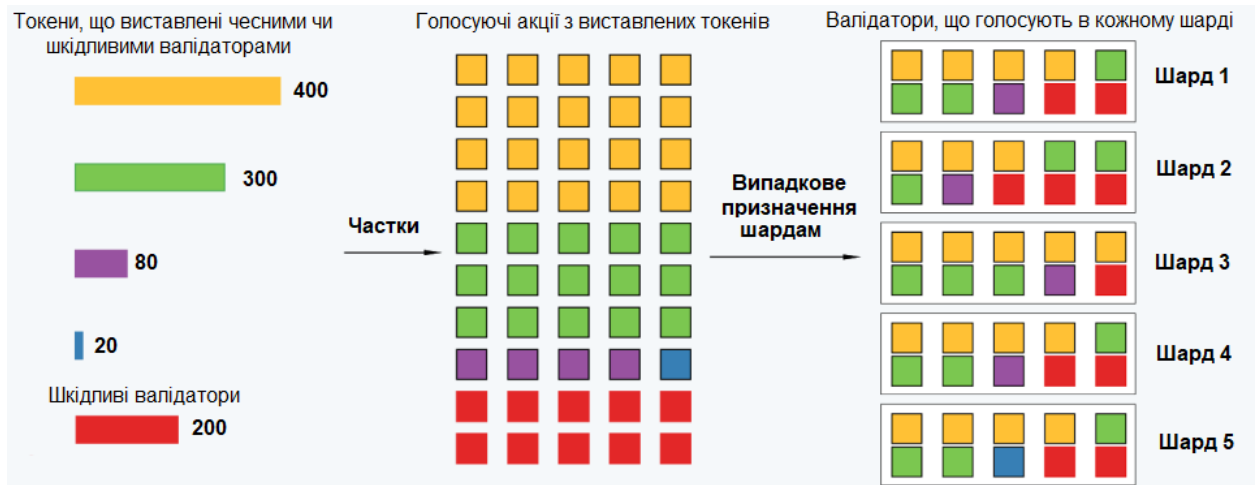 Токени, що виставлені чесними чи
шкідливими валідаторами
400
300
80
20
Шкідливі валідатори
200
Частки
Голосуючі акції з виставлених токенів
Випадкове
призначення
шардам
Валідатори, що голосують в кожному шарді
Шард 1
Шард 2
Шард 3
Шард 4
Шард 5